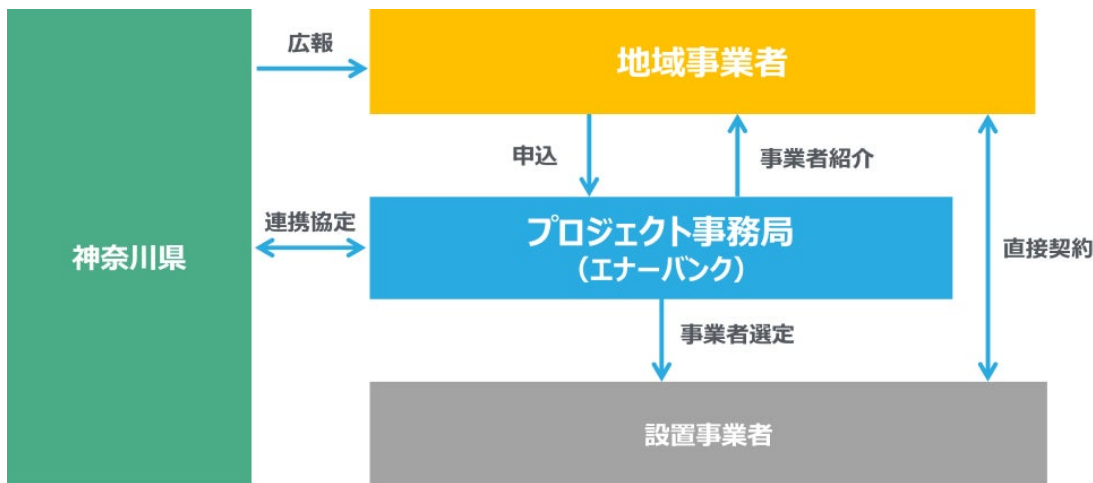 広報
地域事業者
申込
事業者紹介
連携協定
プロジェクト事務局
（エナーバンク）
神奈川県
直接契約
事業者選定
設置事業者